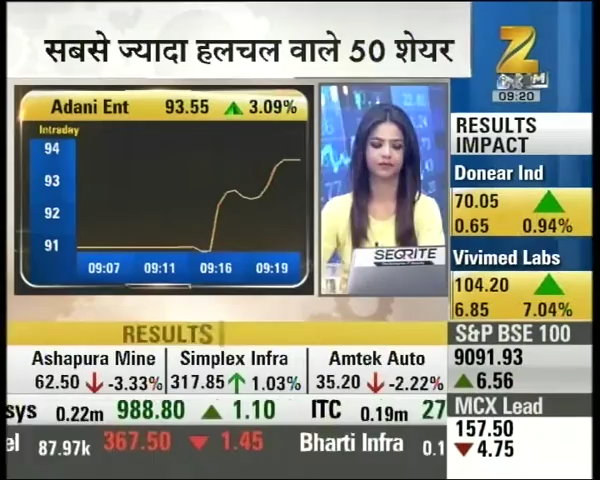 सबसे ज्यादा हलचल वाले 50 शेयर
Z
09:20
Adani Ent 93.55 3.09%
Intraday
94
93
92
91
09:07 09:11 09:16 09:19
SEQRITE
RESULTS
IMPACT
Donear Ind
70.05
0.65 0.94%
Vivimed Labs
104.20
6.85 7.04%
RESULTS
Ashapura Mine Simplex Infra Amtek Auto
62.50 -3.33% 317.85 1.03% 35.20 -2.22%
S&P BSE 100
9091.93
6.56
sys 0.22m 988.80 1.10 ITC 0.19m 27
MCX Lead
157.50
4.75
el 87.97k 367.50 1.45 Bharti Infra 0.1